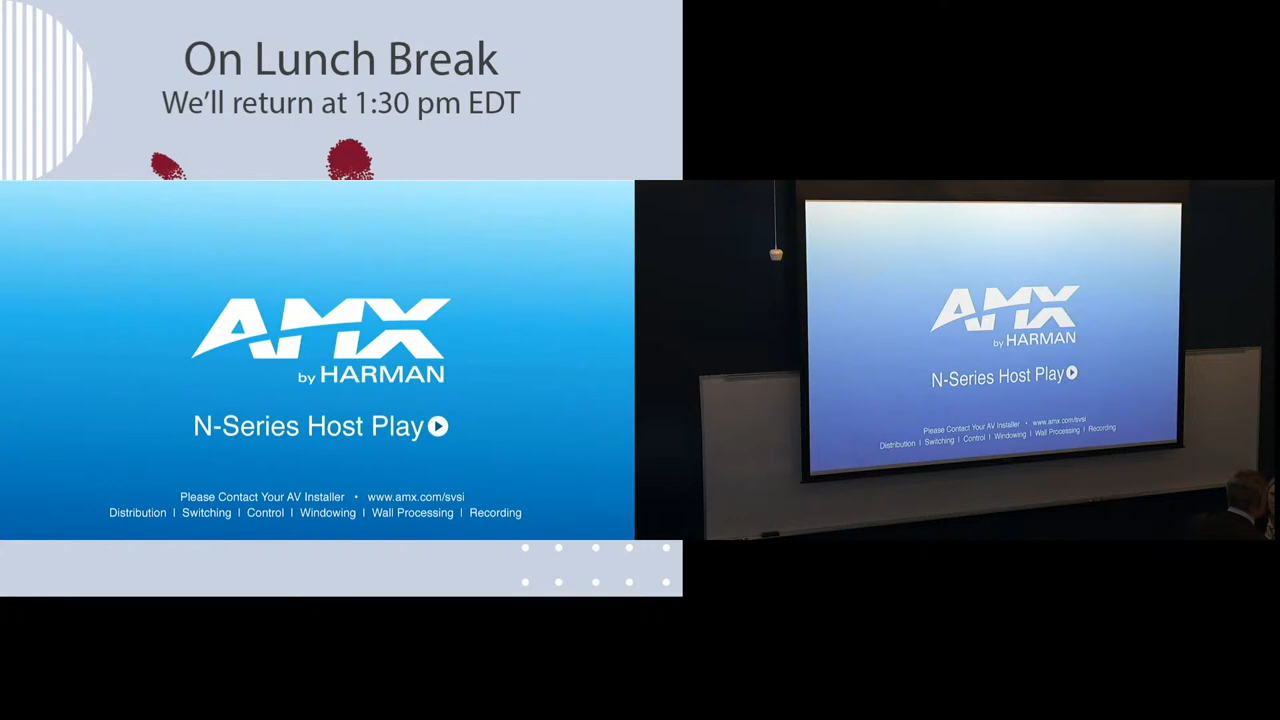 On Lunch Break
We'll return at 1:30 pm EDT
AMX
by HARMAN
N-Series Host Play
Please Contact Your AV Installer • www.amx.com/svsi
Distribution | Switching | Control | Windowing | Wall Processing | Recording
AMX
by HARMAN
N-Series Host Play
Please Contact Your AV Installer • www.amx.com/svsi
Distribution | Switching | Control | Windowing | Wall Processing | Recording